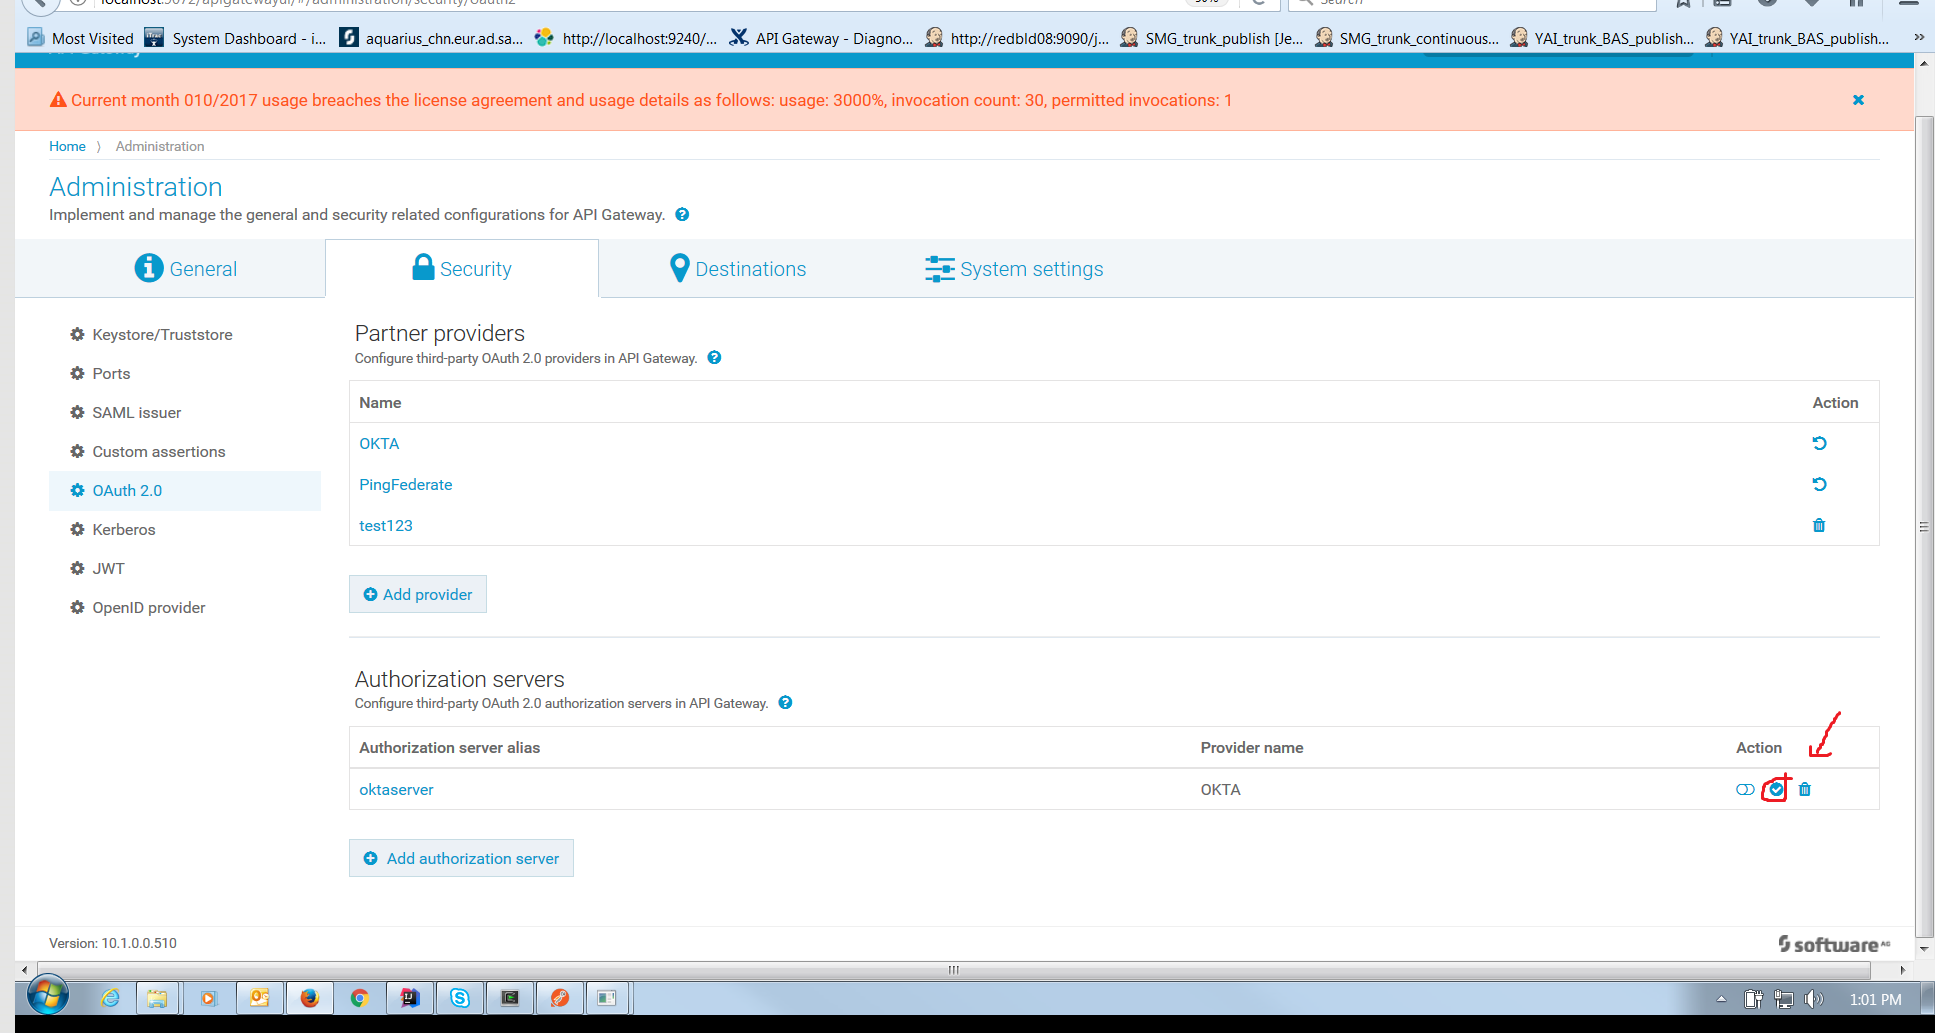 Most Visited System Dashboard - i... aquarius_chn.eur.ad.sa... http://localhost:9240/... API Gateway - Diagno... http://redbld08:9090/j... SMG_trunk_publish [Je... SMG_trunk_continuous... YAI_trunk_BAS_publish... YAI_trunk_BAS_publish... »
Current month 010/2017 usage breaches the license agreement and usage details as follows: usage: 3000%, invocation count: 30, permitted invocations: 1
Home Administration
Administration
Implement and manage the general and security related configurations for API Gateway.
General Security Destinations System settings
Keystore/Truststore
Ports
SAML issuer
Custom assertions
OAuth 2.0
Kerberos
JWT
OpenID provider
Partner providers
Configure third-party OAuth 2.0 providers in API Gateway.
Name Action
OKTA
PingFederate
test123
Add provider
Authorization servers
Configure third-party OAuth 2.0 authorization servers in API Gateway.
Authorization server alias Provider name Action
oktaserver OKTA
Add authorization server
Version: 10.1.0.0.510
software AG
1:01 PM